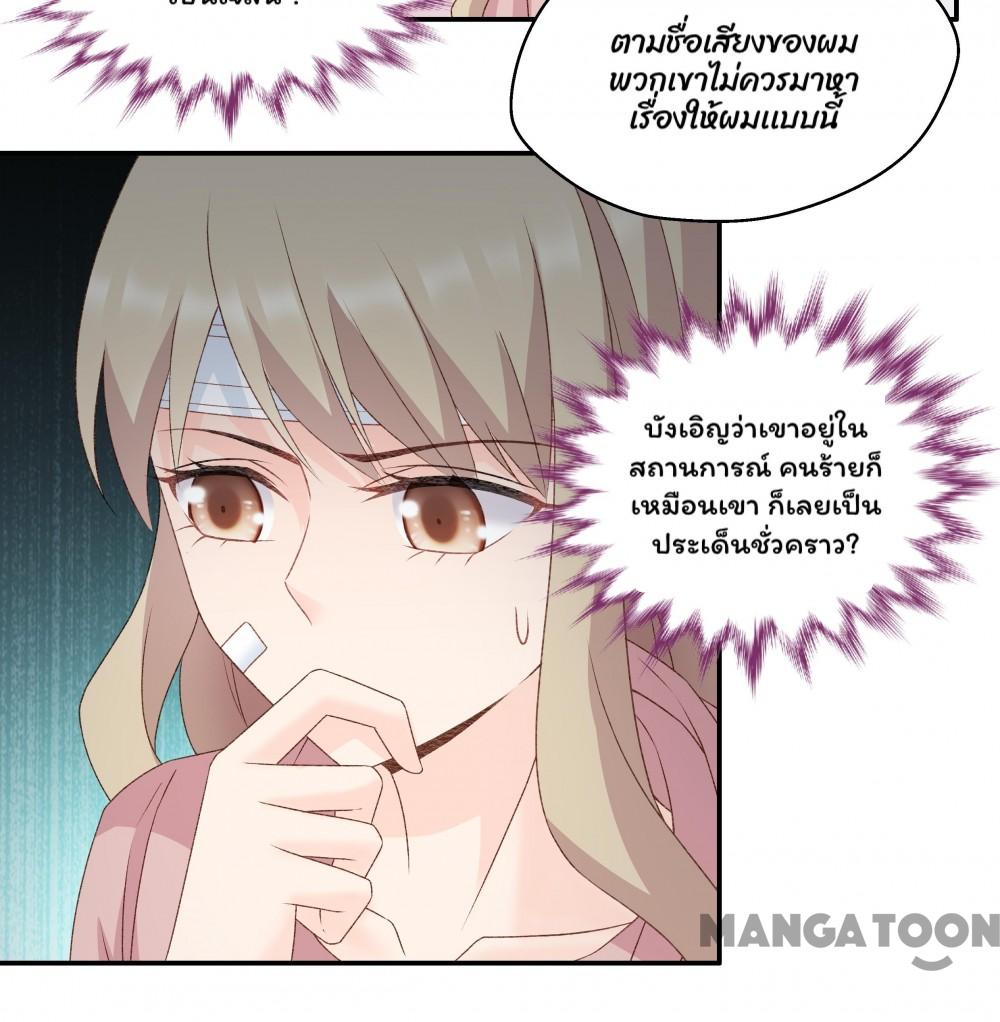 ตามชื่อเสียงของผม
พวกเขาไม่ควรมาหา
เรื่องให้ผมแบบนี้
บังเอิญว่าเขาอยู่ใน
สถานการณ์ คนร้ายก็
เหมือนเขา ก็เลยเป็น
ประเด็นชั่วคราว?
MANGATOON